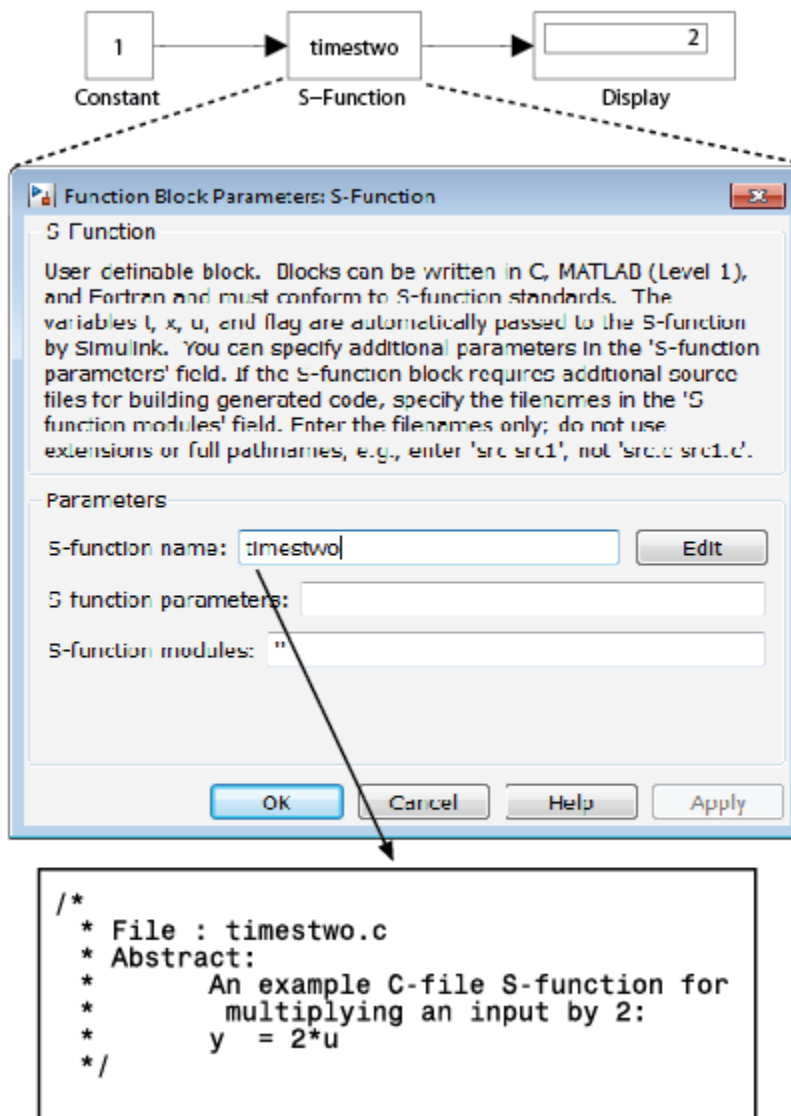 1
timestwo
2
Constant
S-Function
Display
Function Block Parameters: S-Function
S Function
User definable block. Blocks can be written in C, MATLAB (Level 1),
and Fortran and must conform to S-function standards. The
variables t, x, u, and flag are automatically passed to the S-function
by Simulink. You can specify additional parameters in the 'S-function
parameters' field. If the S-function block requires additional source
files for building generated code, specify the filenames in the 'S
function modules' field. Enter the filenames only; do not use
extensions or full pathnames, e.g., enter 'src src1', not 'src.c src1.c'.
Parameters
S-function name: timestwo Edit
S function parameters:
S-function modules: ''
OK Cancel Help Apply
/*
* File : timestwo.c
* Abstract:
* An example C-file S-function for
* multiplying an input by 2:
* y = 2*u
*/